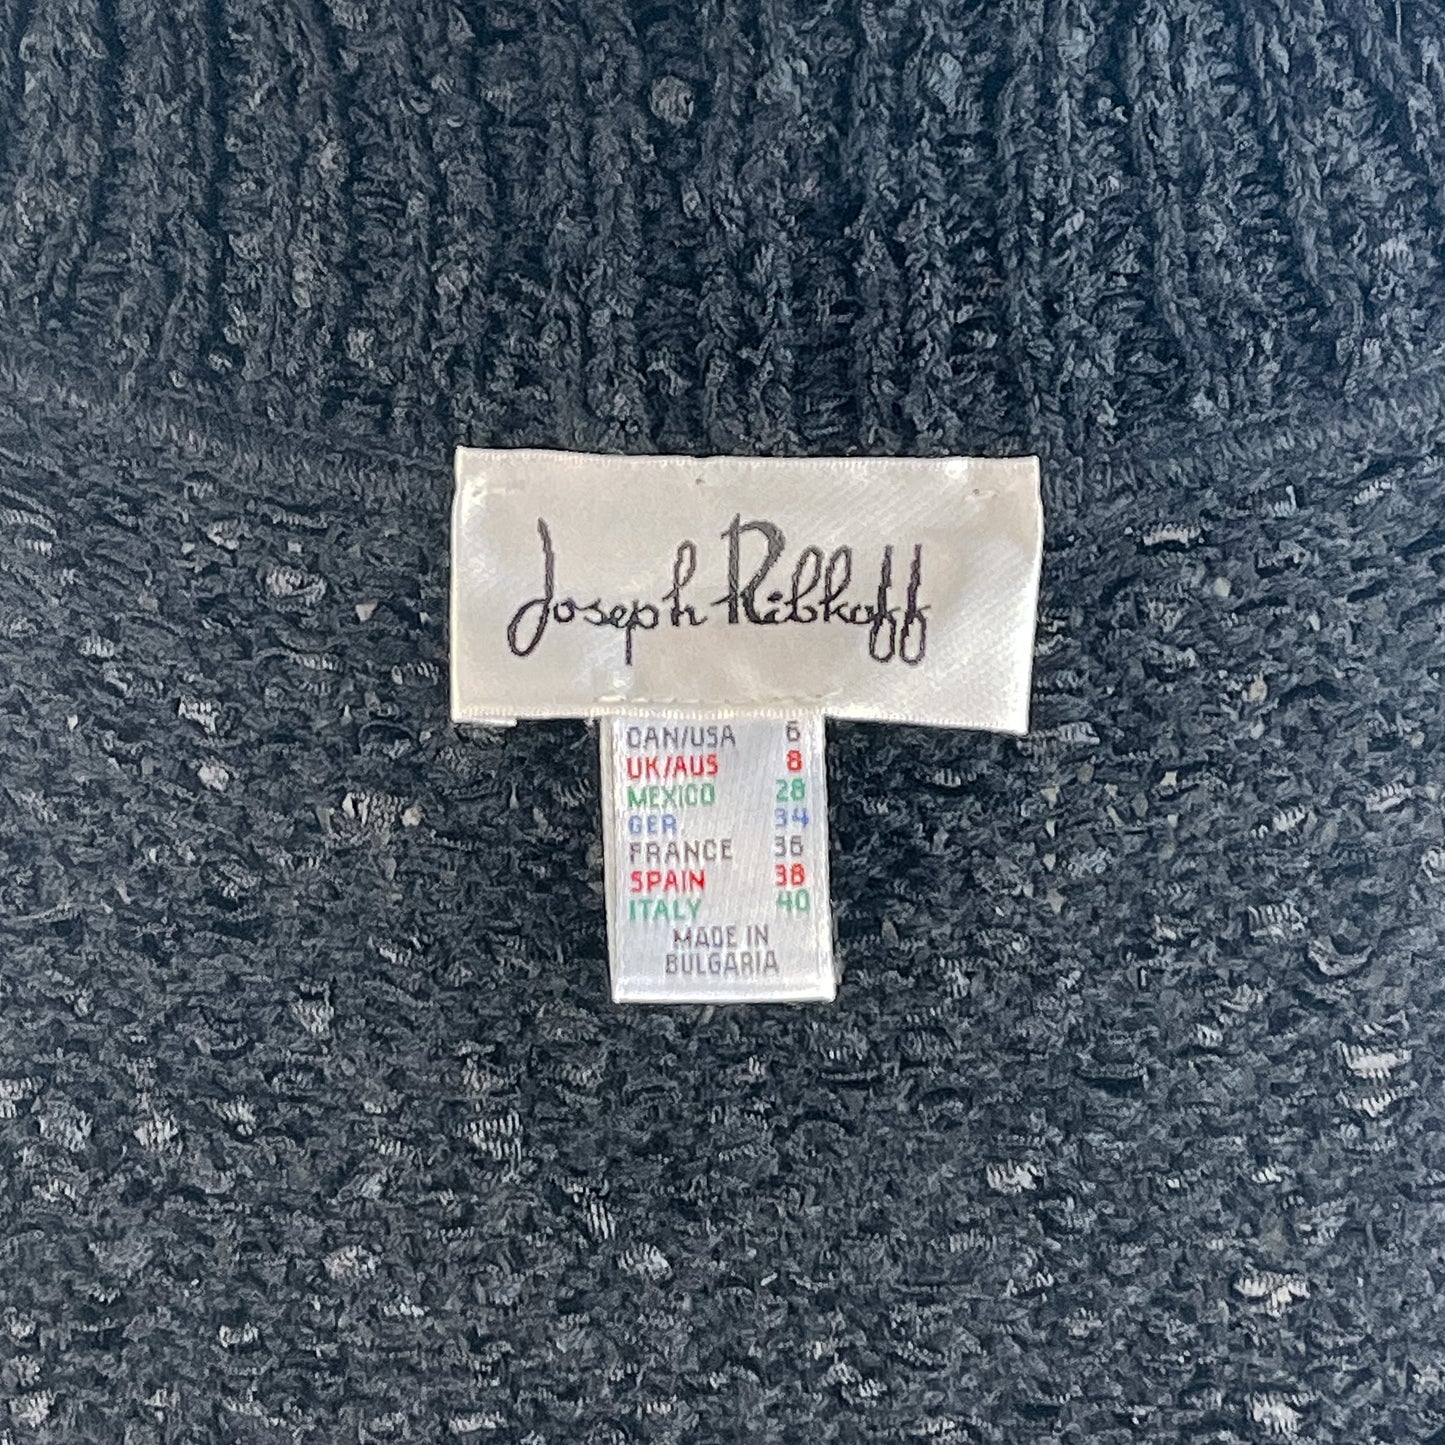 Joseph Ribkoff
CAN/USA 6
UK/AUS 8
MEXICO 28
GER. 34
FRANCE 36
SPAIN 38
ITALY 40
MADE IN
BULGARIA